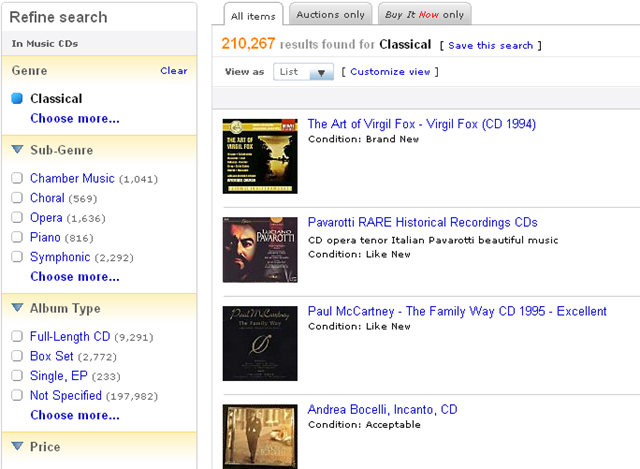 Refine search
In Music CDs
Genre
Clear
Classical
Choose more...
Sub-Genre
Chamber Music (1,041)
Choral (569)
Opera (1,636)
Piano (816)
Symphonic (2,292)
Choose more...
Album Type
Full-Length CD (9,291)
Box Set (2,772)
Single, EP (233)
Not Specified (197,982)
Choose more...
Price
All items
Auctions only
Buy It Now only
210,267 results found for Classical [ Save this search ]
View as List [ Customize view ]
EMI
THE ART OF
VIRGIL FOX
The Art of Virgil Fox - Virgil Fox (CD 1994)
Condition: Brand New
LUCIANO
PAVAROTTI
Pavarotti RARE Historical Recordings CDs
CD opera tenor Italian Pavarotti beautiful music
Condition: Like New
Paul McCartney
The Family Way
Paul McCartney - The Family Way CD 1995 - Excellent
Condition: Like New
Andrea Bocelli, Incanto, CD
Condition: Acceptable